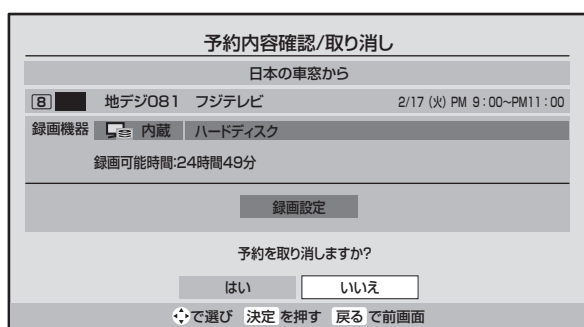 予約内容確認/取り消し
日本の車窓から
8 地デジ081 フジテレビ 2/17 (火) PM 9:00~PM11:00
録画機器 内蔵 ハードディスク
録画可能時間:24時間49分
録画設定
予約を取り消しますか?
はい いいえ
で選び 決定 を押す 戻る で前画面